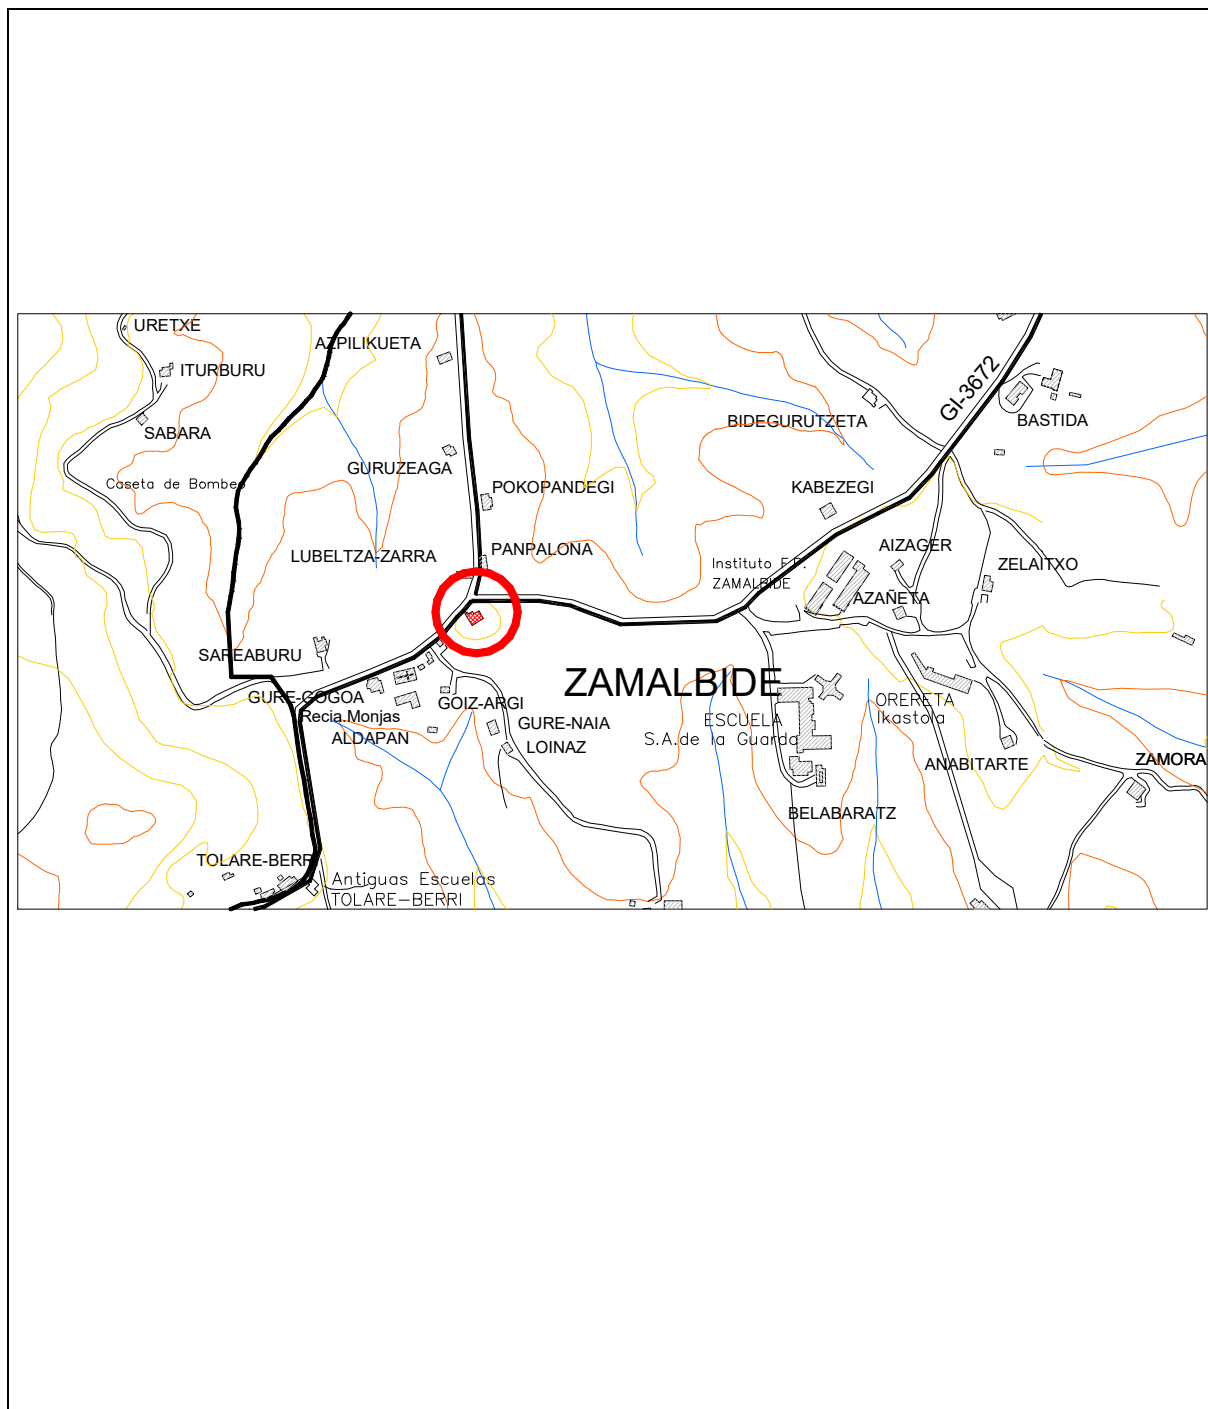 URETXE
AZPILIKUETA
ITURBURU
GI-3672
BIDEGURUTZETA
BASTIDA
SABARA
GURUZEAGA
Caseta de Bombeo
POKOPANDEGI
KABEZEGI
LUBELTZA-ZARRA
PANPALONA
AIZAGER
Instituto F.P.
ZAMALBIDE
ZELAITXO
AZAÑETA
SAREABURU
ZAMALBIDE
GURE-GOGOA
GOIZ-ARGI
ORERETA
Ikastola
Recia.Monjas
GURE-NAIA
ESCUELA
S.A.de la Guarda
ALDAPAN
LOINAZ
ANABITARTE
ZAMORA
BELABARATZ
TOLARE-BERRI
Antiguas Escuelas
TOLARE-BERRI